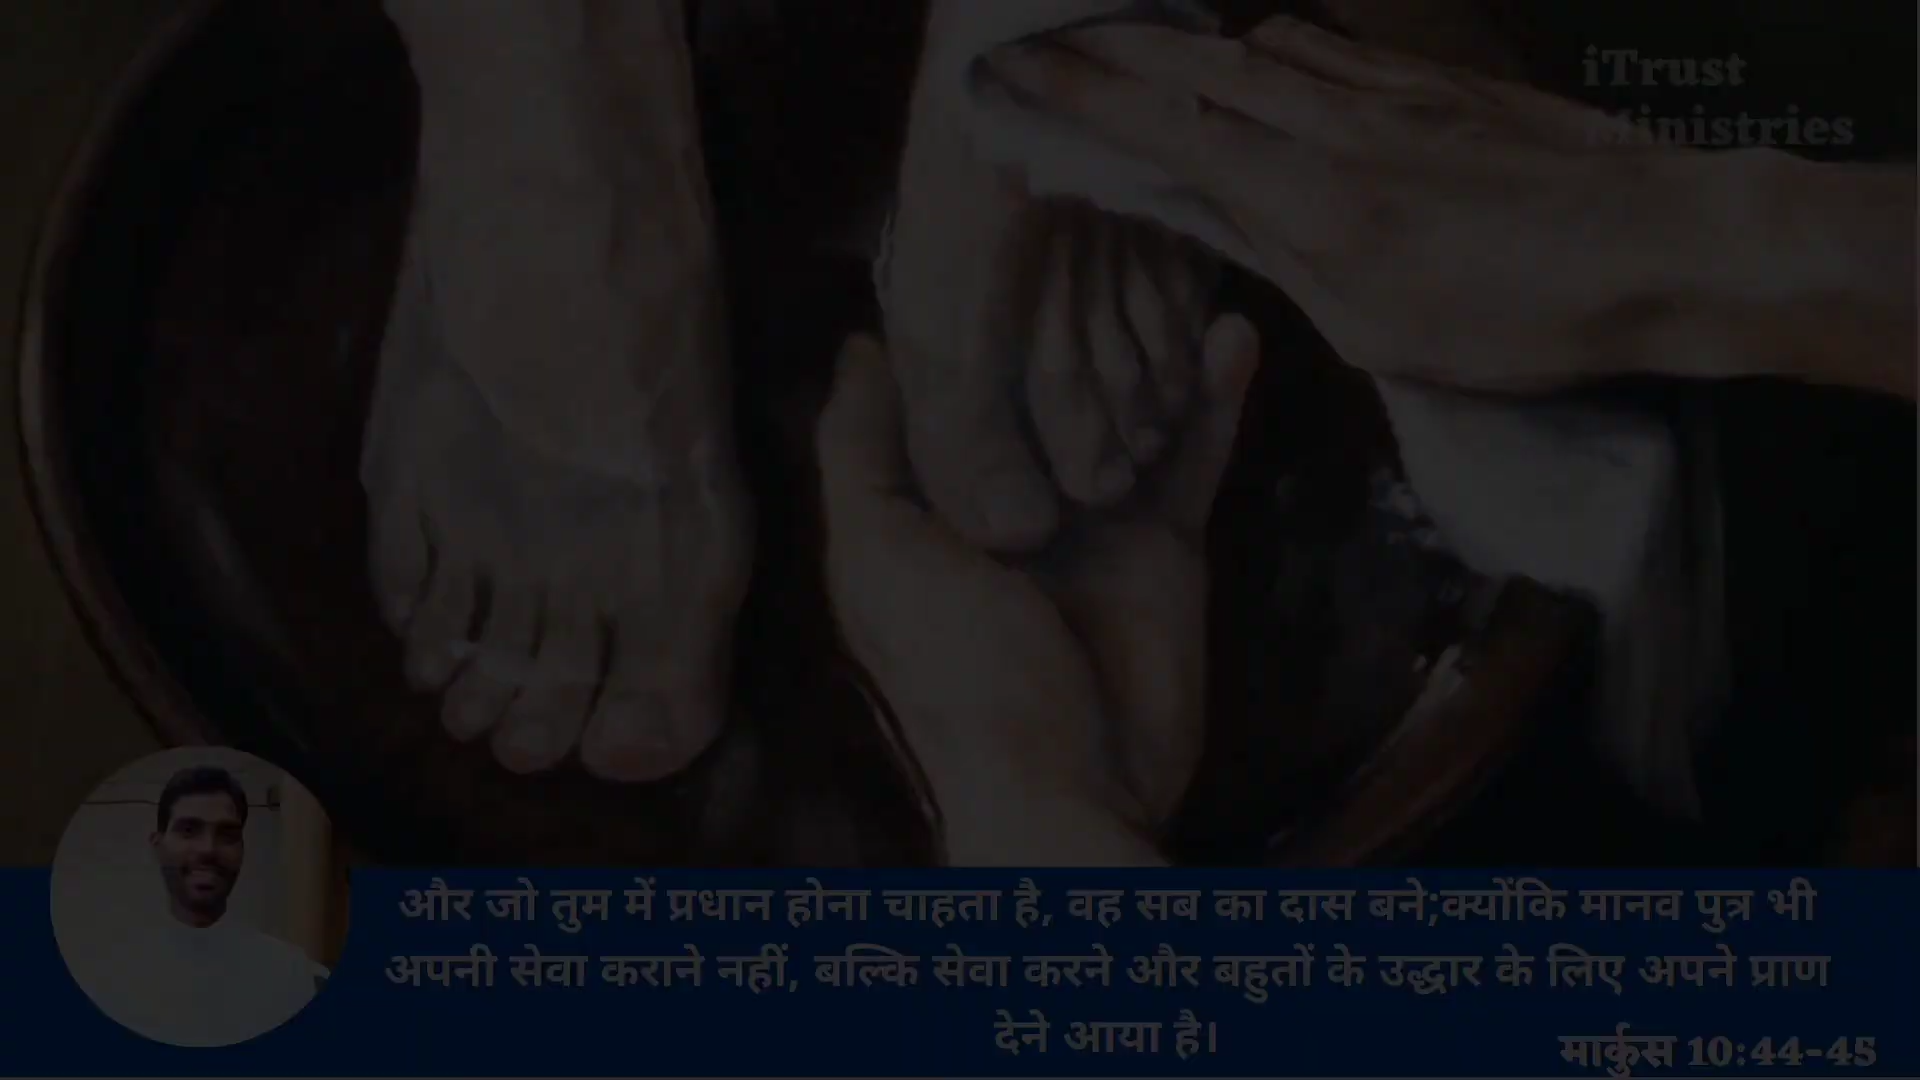 iTrust
Ministries
और जो तुम में प्रधान होना चाहता है, वह सब का दास बने;क्योंकि मानव पुत्र भी
अपनी सेवा कराने नहीं, बल्कि सेवा करने और बहुतों के उद्धार के लिए अपने प्राण
देने आया है।
मार्कुस 10:44-45